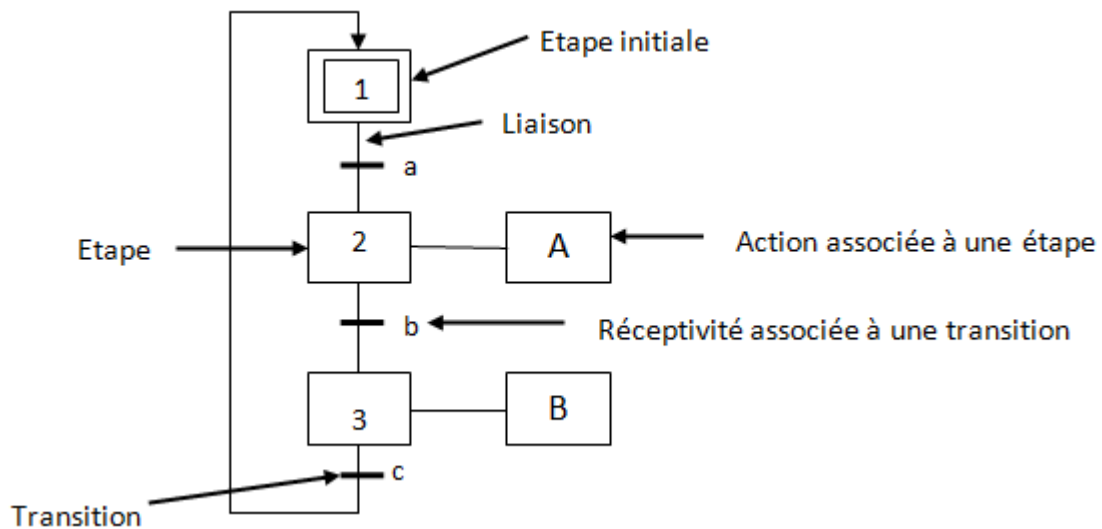 Etape initiale
1
Liaison
a
Etape
2
A
Action associée à une étape
b
Réceptivité associée à une transition
3
B
c
Transition